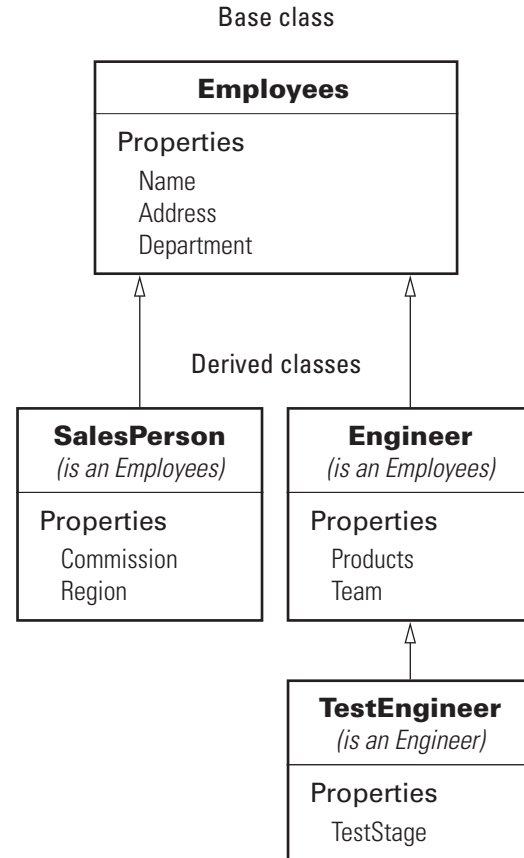 Base class
Employees
Properties
Name
Address
Department
Derived classes
SalesPerson
(is an Employees)
Properties
Commission
Region
Engineer
(is an Employees)
Properties
Products
Team
TestEngineer
(is an Engineer)
Properties
TestStage